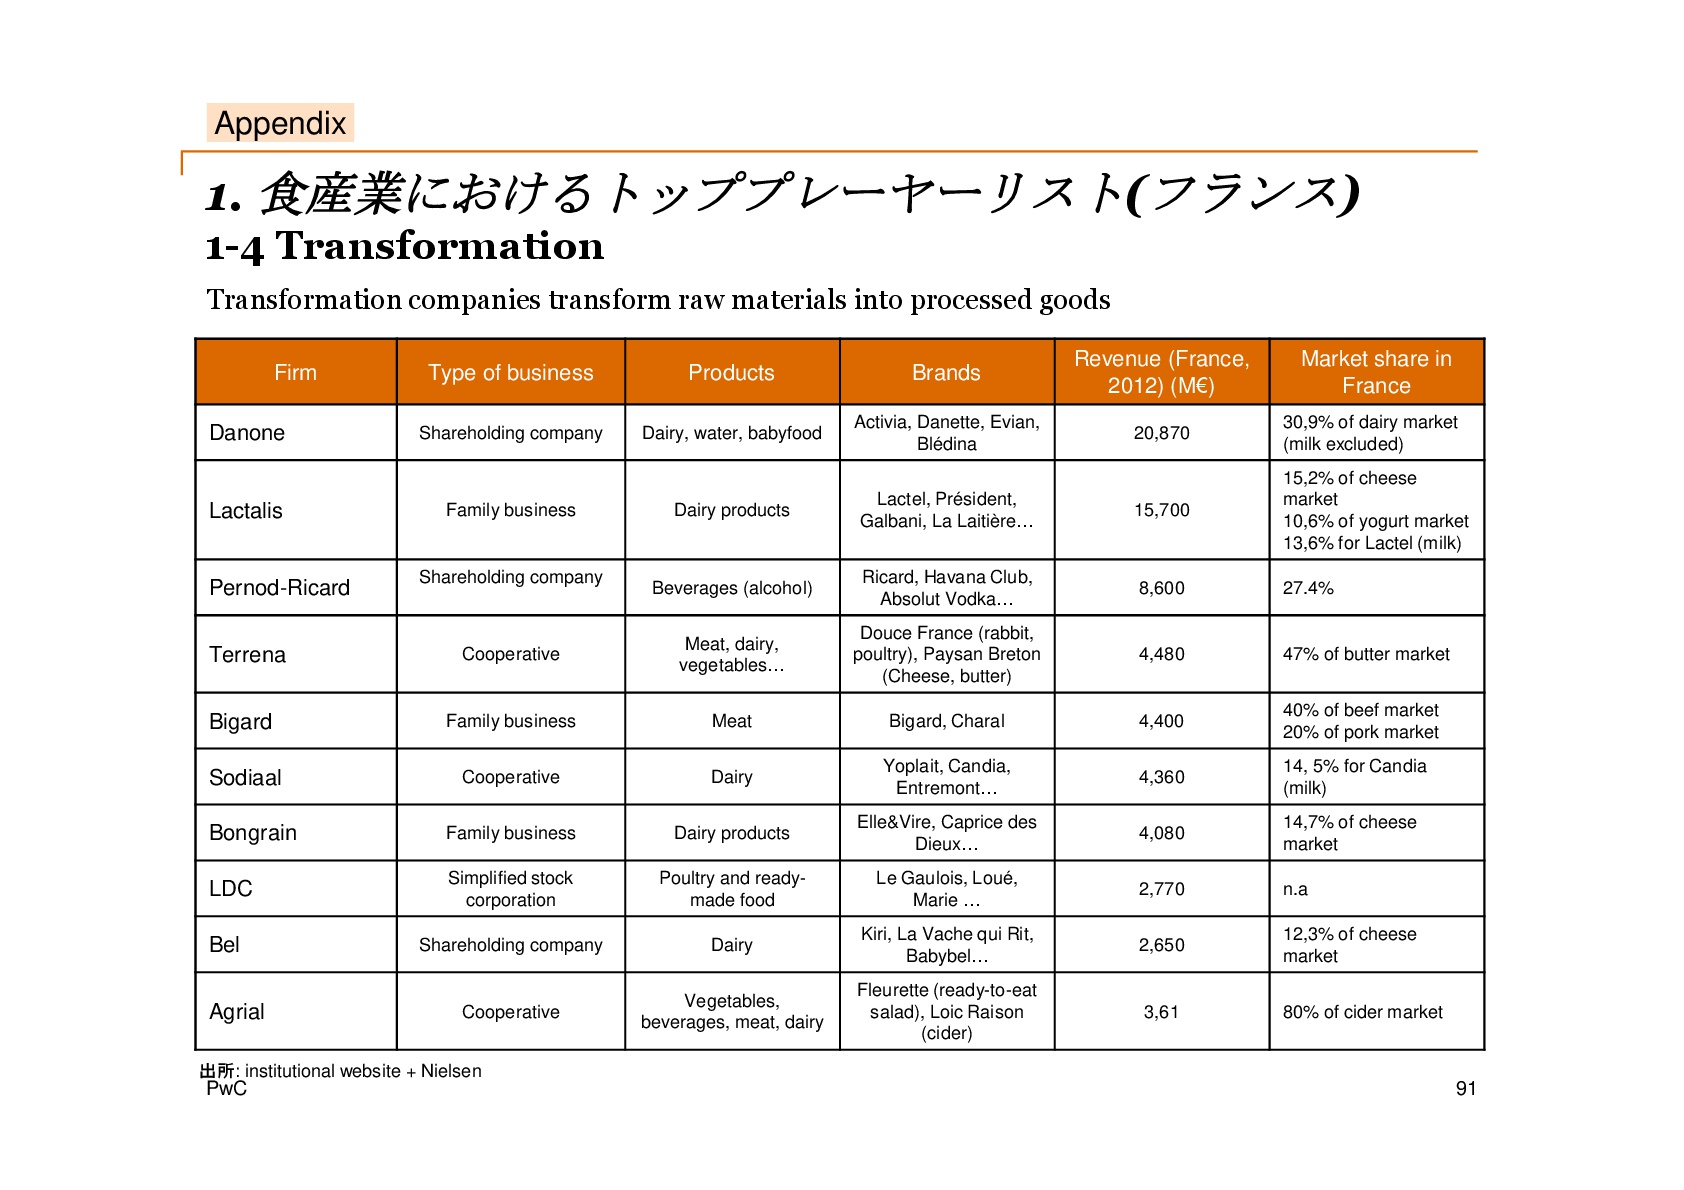 Appendix
1. 食産業におけるトッププレーヤーリスト(フランス)
1-4 Transformation
Transformation companies transform raw materials into processed goods
Firm
Type of business
Products
Brands
Revenue (France,
2012) (M€)
Market share in
France
Danone
Shareholding company
Dairy, water, babyfood
Activia, Danette, Evian,
Blédina
20,870
30,9% of dairy market
(milk excluded)
Lactalis
Family business
Dairy products
Lactel, Président,
Galbani, La Laitière…
15,700
15,2% of cheese
market
10,6% of yogurt market
13,6% for Lactel (milk)
Pernod-Ricard
Shareholding company
Beverages (alcohol)
Ricard, Havana Club,
Absolut Vodka…
8,600
27.4%
Terrena
Cooperative
Meat, dairy,
vegetables…
Douce France (rabbit,
poultry), Paysan Breton
(Cheese, butter)
4,480
47% of butter market
Bigard
Family business
Meat
Bigard, Charal
4,400
40% of beef market
20% of pork market
Sodiaal
Cooperative
Dairy
Yoplait, Candia,
Entremont…
4,360
14, 5% for Candia
(milk)
Bongrain
Family business
Dairy products
Elle&Vire, Caprice des
Dieux…
4,080
14,7% of cheese
market
LDC
Simplified stock
corporation
Poultry and ready-
made food
Le Gaulois, Loué,
Marie …
2,770
n.a
Bel
Shareholding company
Dairy
Kiri, La Vache qui Rit,
Babybel…
2,650
12,3% of cheese
market
Agrial
Cooperative
Vegetables,
beverages, meat, dairy
Fleurette (ready-to-eat
salad), Loic Raison
(cider)
3,61
80% of cider market
出所: institutional website + Nielsen
PwC
91